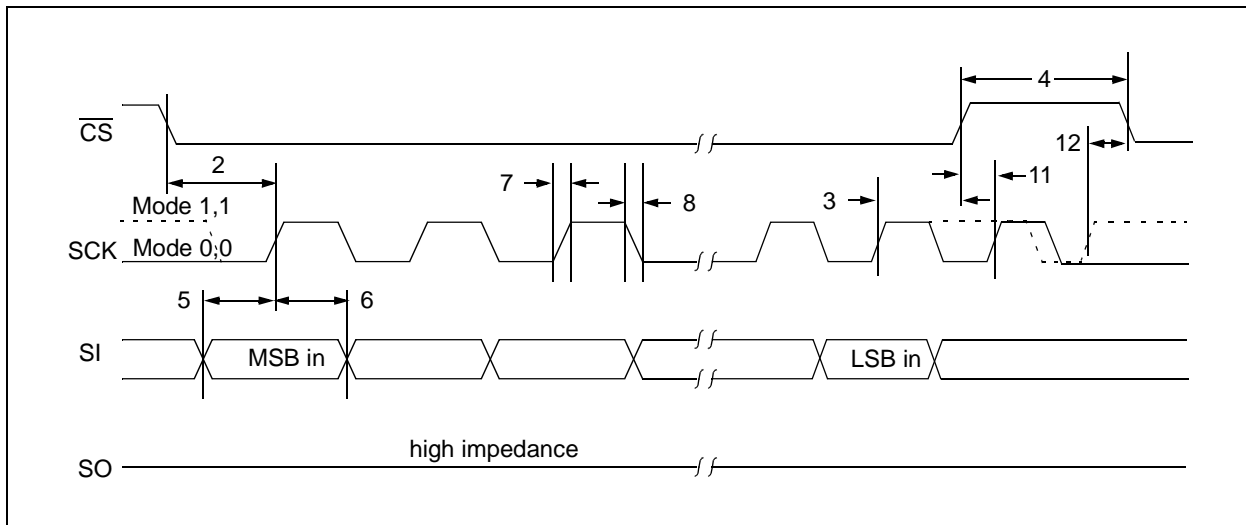 4
CS
12
2
7
11
Mode 1,1
8
3
SCK
Mode 0,0
5
6
SI
MSB in
LSB in
high impedance
SO